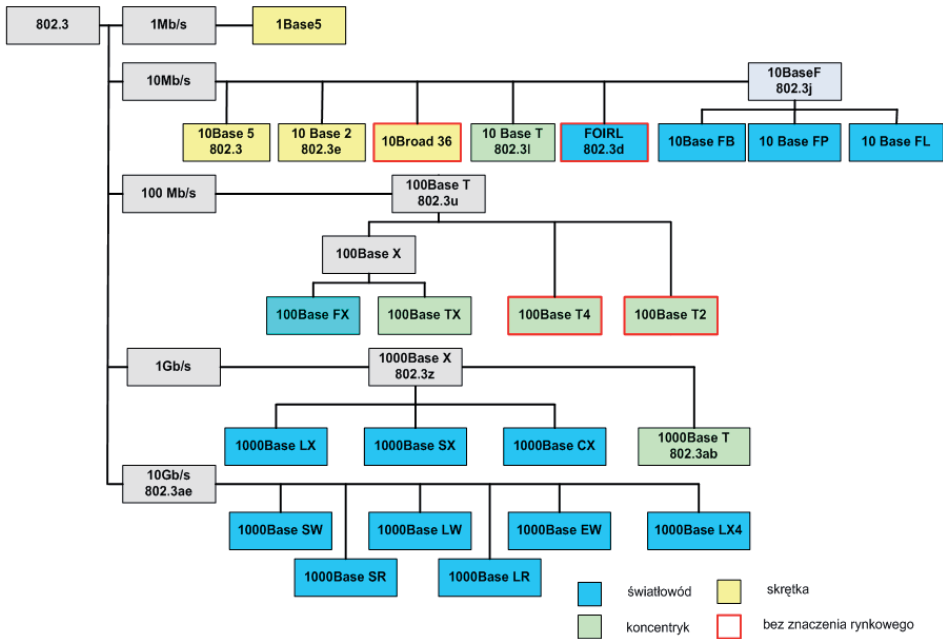 802.3
1Mb/s
1Base5
10Mb/s
10BaseF
802.3j
10Base 5
802.3
10 Base 2
802.3e
10Broad 36
10 Base T
802.3l
FOIRL
802.3d
10Base FB
10 Base FP
10 Base FL
100 Mb/s
100Base T
802.3u
100Base X
100Base FX
100Base TX
100Base T4
100Base T2
1Gb/s
1000Base X
802.3z
1000Base LX
1000Base SX
1000Base CX
1000Base T
802.3ab
10Gb/s
802.3ae
1000Base SW
1000Base LW
1000Base EW
1000Base LX4
1000Base SR
1000Base LR
światłowód
skrętka
koncentryk
bez znaczenia rynkowego